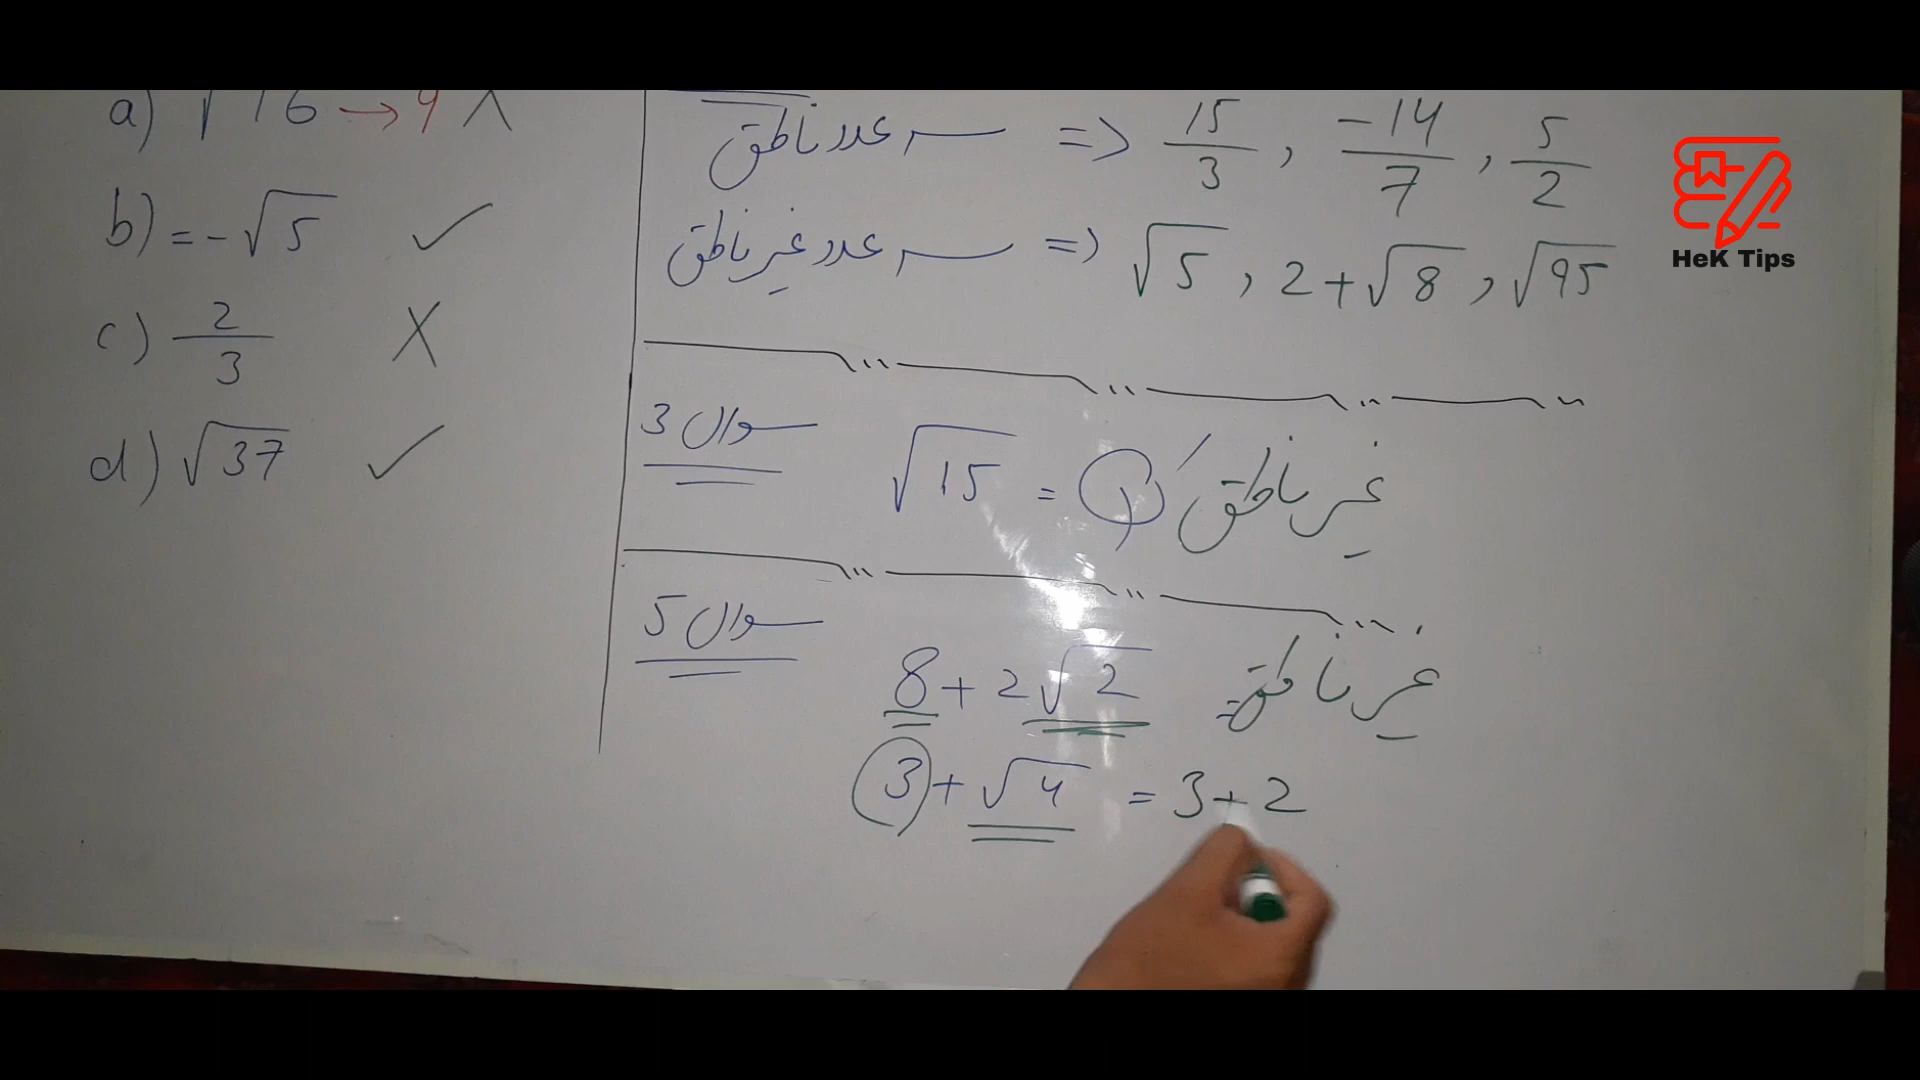 a) √16 → 4 X
b) = -√5 ✓
c) 2/3 X
d) √37 ✓
سه عدد ناطق => 15/3 , -14/7 , 5/2
سه عدد غیر ناطق => √5 , 2+√8 , √95
سوال 3
√15 = Q' غیر ناطق
سوال 5
8 + 2√2 غیر ناطق
3 + √4 = 3+2
HeK Tips